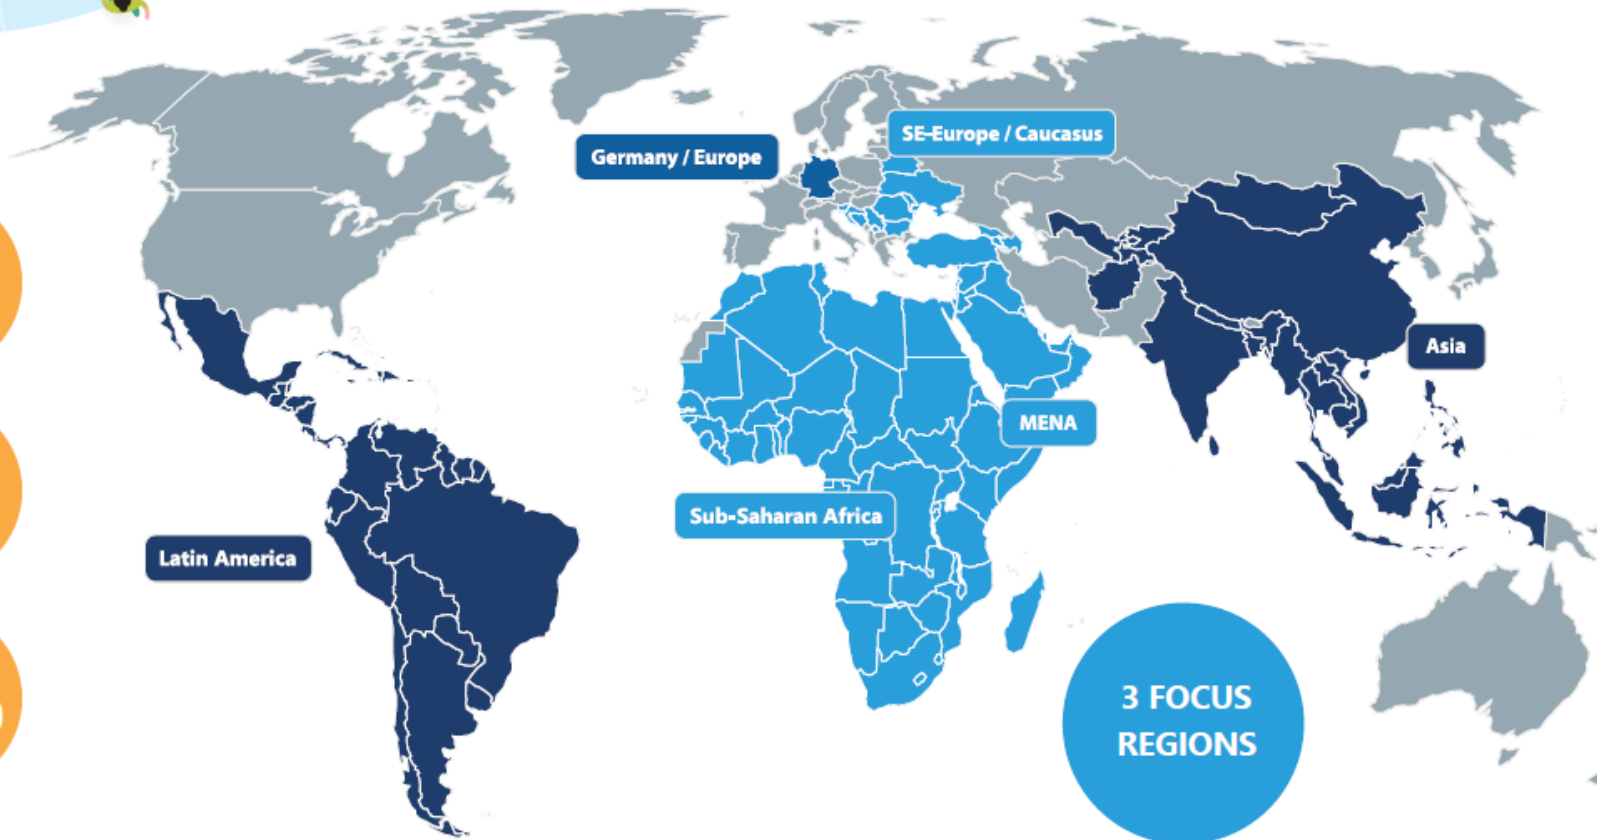 SE-Europe / Caucasus
Germany / Europe
Asia
MENA
Sub-Saharan Africa
Latin America
3 FOCUS
REGIONS